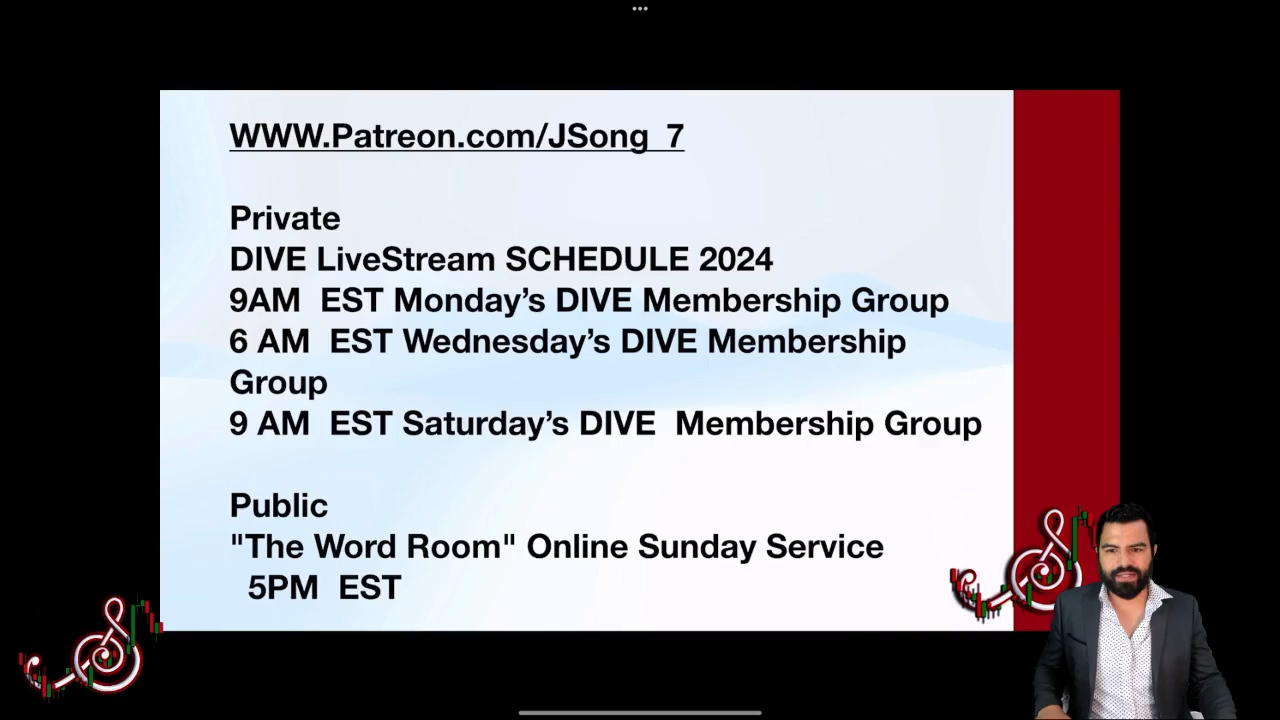 WWW.Patreon.com/JSong_7
Private
DIVE LiveStream SCHEDULE 2024
9AM  EST Monday’s DIVE Membership Group
6 AM  EST Wednesday’s DIVE Membership
Group
9 AM  EST Saturday’s DIVE  Membership Group
Public
"The Word Room" Online Sunday Service
5PM  EST